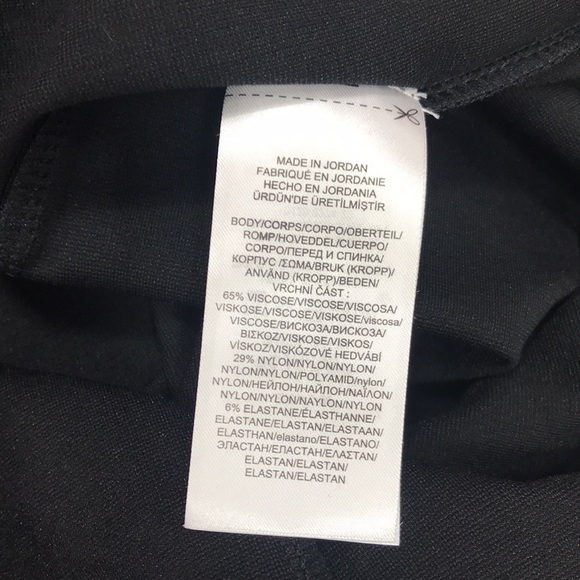 MADE IN JORDAN
FABRIQUÉ EN JORDANIE
HECHO EN JORDANIA
ÜRDÜN'DE ÜRETİLMİŞTİR
BODY/CORPS/CORPO/OBERTEIL/
ROMP/HOVEDDEL/CUERPO/
CORPO/ПЕРЕД И СПИНКА/
КОРПУС /ΣΩΜΑ/BRUK (KROPP)/
ANVÄND (KROPP)/BEDEN/
VRCHNÍ ČÁST :
65% VISCOSE/VISCOSE/VISCOSA/
VISKOSE/VISCOSE/VISKOSE/viscosa/
VISCOSE/ВИСКОЗА/ВИСКОЗА/
ΒΙΣΚΟΖ/VISKOSE/VISKOS/
VİSKOZ/VISKÓZOVÉ HEDVÁBÍ
29% NYLON/NYLON/NYLON/
NYLON/NYLON/POLYAMID/nylon/
NYLON/НЕЙЛОН/НАЙЛОН/ΝΑΪΛΟΝ/
NYLON/NYLON/NAYLON/NYLON
6% ELASTANE/ÉLASTHANNE/
ELASTANE/ELASTAN/ELASTAAN/
ELASTHAN/elastano/ELASTANO/
ЭЛАСТАН/ЕЛАСТАН/ΕΛΑΣΤΑΝ/
ELASTAN/ELASTAN/
ELASTAN/ELASTAN